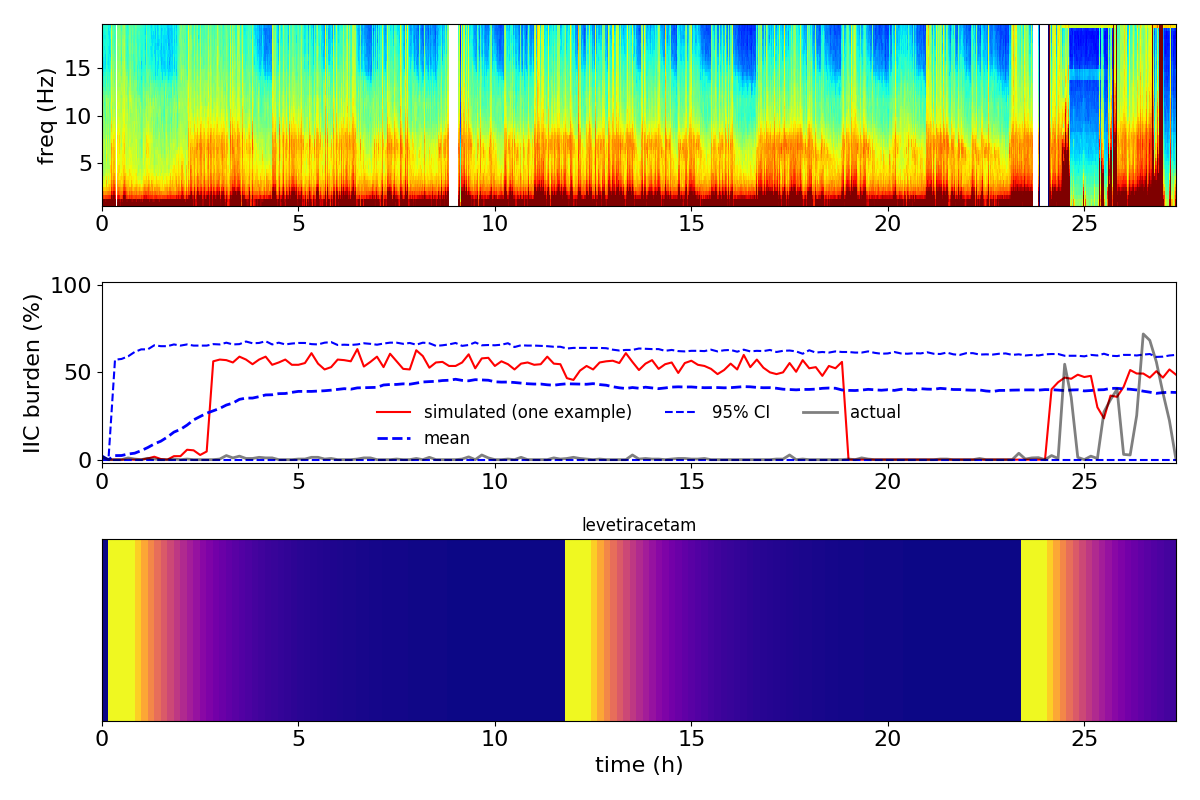 freq (Hz)
15
10
5
0 5 10 15 20 25
IIC burden (%)
100
50
0
simulated (one example) 95% CI actual
mean
0 5 10 15 20 25
levetiracetam
0 5 10 15 20 25
time (h)